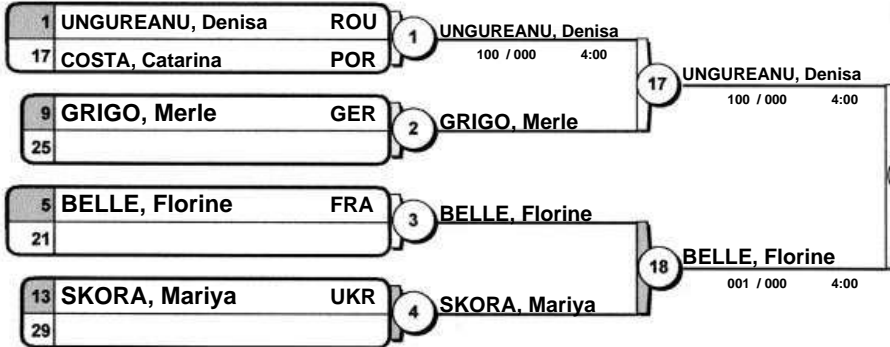 1 UNGUREANU, Denisa ROU
17 COSTA, Catarina POR
1 UNGUREANU, Denisa
100 / 000 4:00
9 GRIGO, Merle GER
25
2 GRIGO, Merle
17 UNGUREANU, Denisa
100 / 000 4:00
5 BELLE, Florine FRA
21
3 BELLE, Florine
13 SKORA, Mariya UKR
29
4 SKORA, Mariya
18 BELLE, Florine
001 / 000 4:00